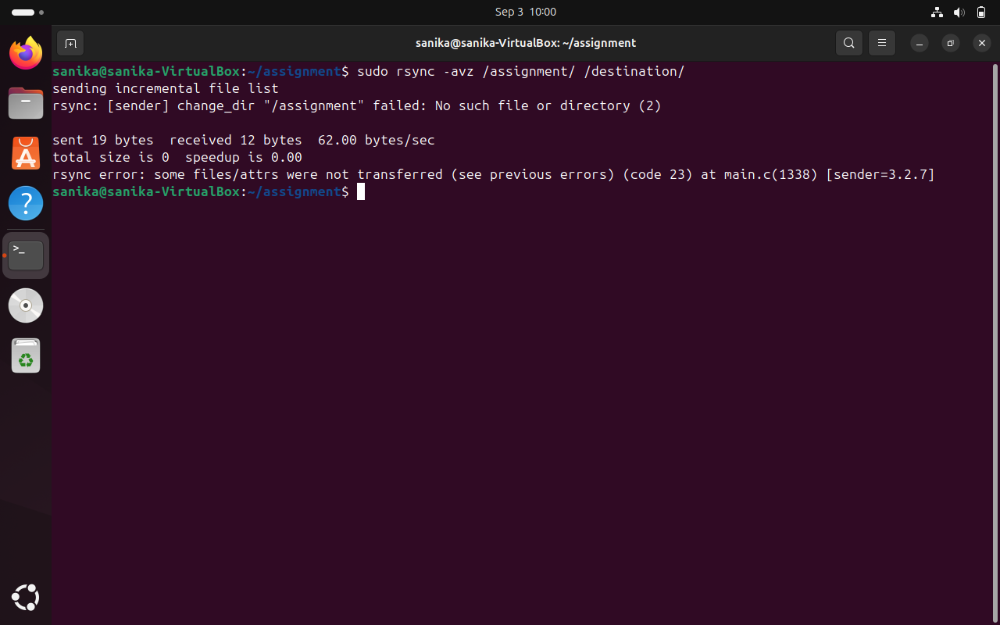 Sep 3 10:00
sanika@sanika-VirtualBox: ~/assignment
sanika@sanika-VirtualBox:~/assignment$ sudo rsync -avz /assignment/ /destination/
sending incremental file list
rsync: [sender] change_dir "/assignment" failed: No such file or directory (2)
sent 19 bytes  received 12 bytes  62.00 bytes/sec
total size is 0  speedup is 0.00
rsync error: some files/attrs were not transferred (see previous errors) (code 23) at main.c(1338) [sender=3.2.7]
sanika@sanika-VirtualBox:~/assignment$